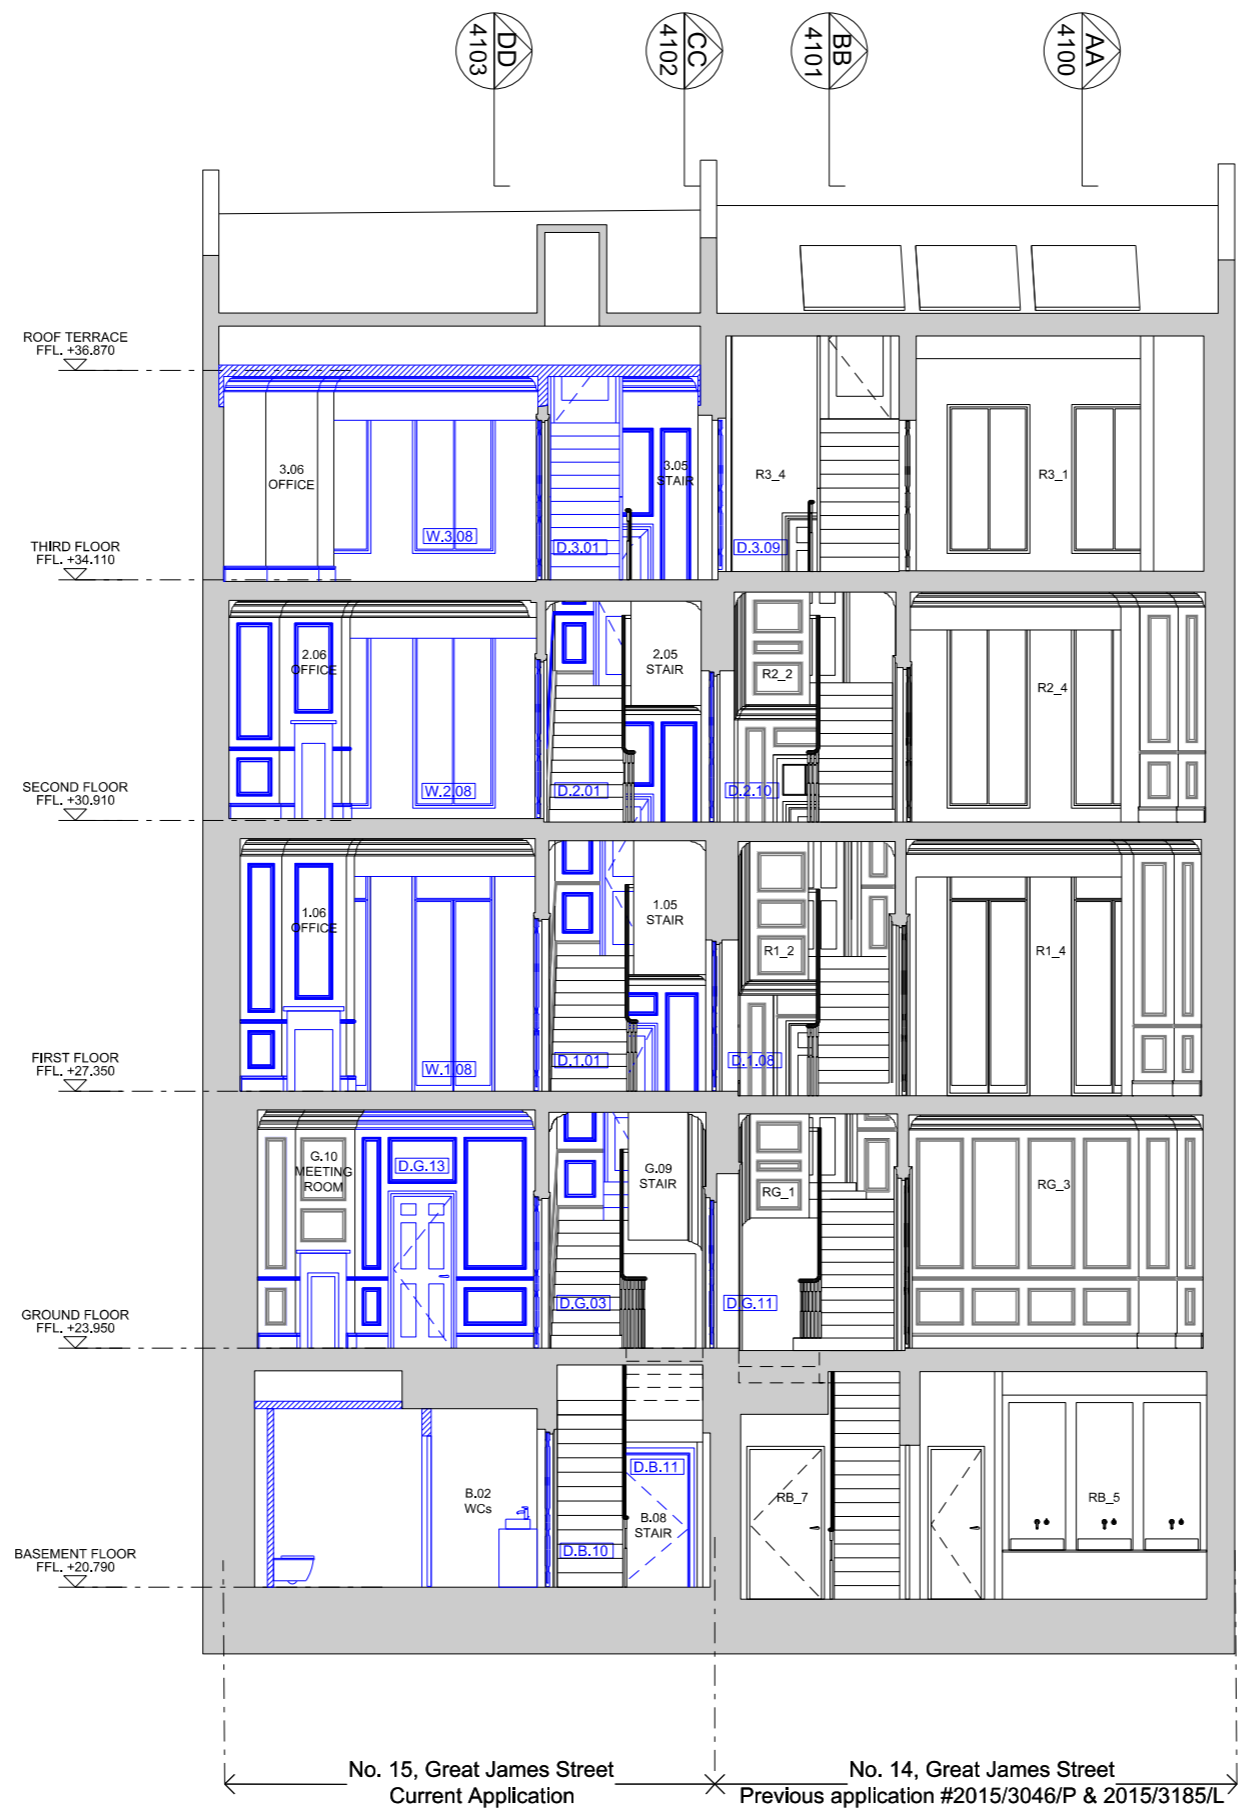 DD
4103
CC
4102
BB
4101
AA
4100
ROOF TERRACE
FFL. +36.870
3.06
OFFICE
3.05
STAIR
R3_4
R3_1
W.3.08
D.3.01
D.3.09
THIRD FLOOR
FFL. +34.110
2.06
OFFICE
2.05
STAIR
R2_2
R2_4
W.2.08
D.2.01
D.2.10
SECOND FLOOR
FFL. +30.910
1.06
OFFICE
1.05
STAIR
R1_2
R1_4
W.1.08
D.1.01
D.1.08
FIRST FLOOR
FFL. +27.350
G.10
MEETING
ROOM
D.G.13
G.09
STAIR
RG_1
RG_3
D.G.03
D.G.11
GROUND FLOOR
FFL. +23.950
B.02
WCs
D.B.11
B.08
STAIR
RB_7
RB_5
D.B.10
BASEMENT FLOOR
FFL. +20.790
No. 15, Great James Street
Current Application
No. 14, Great James Street
Previous application #2015/3046/P & 2015/3185/L